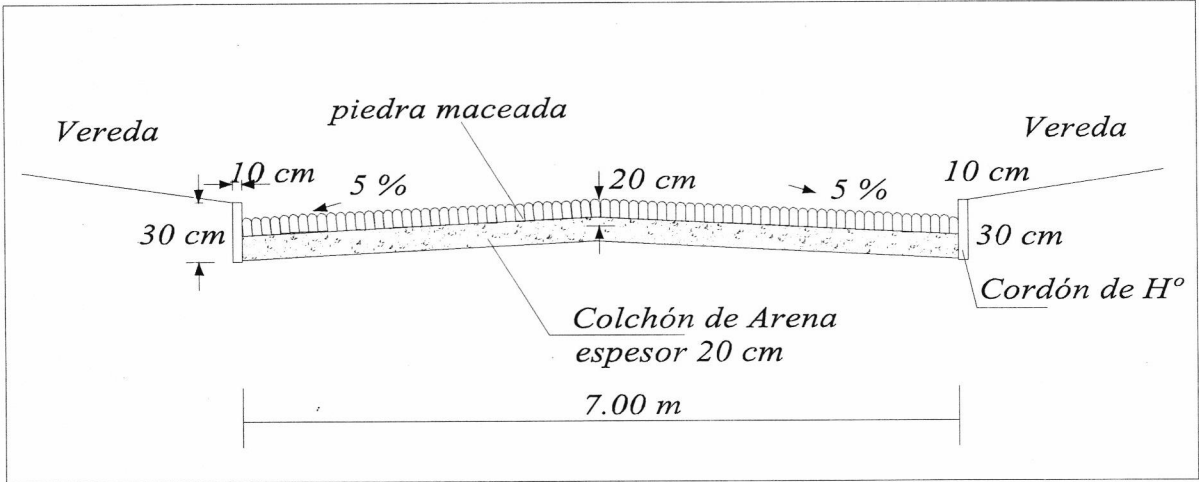 piedra maceada
Vereda
Vereda
10 cm
5 %
20 cm
5 %
10 cm
30 cm
30 cm
Cordón de Hº
Colchón de Arena
espesor 20 cm
7.00 m